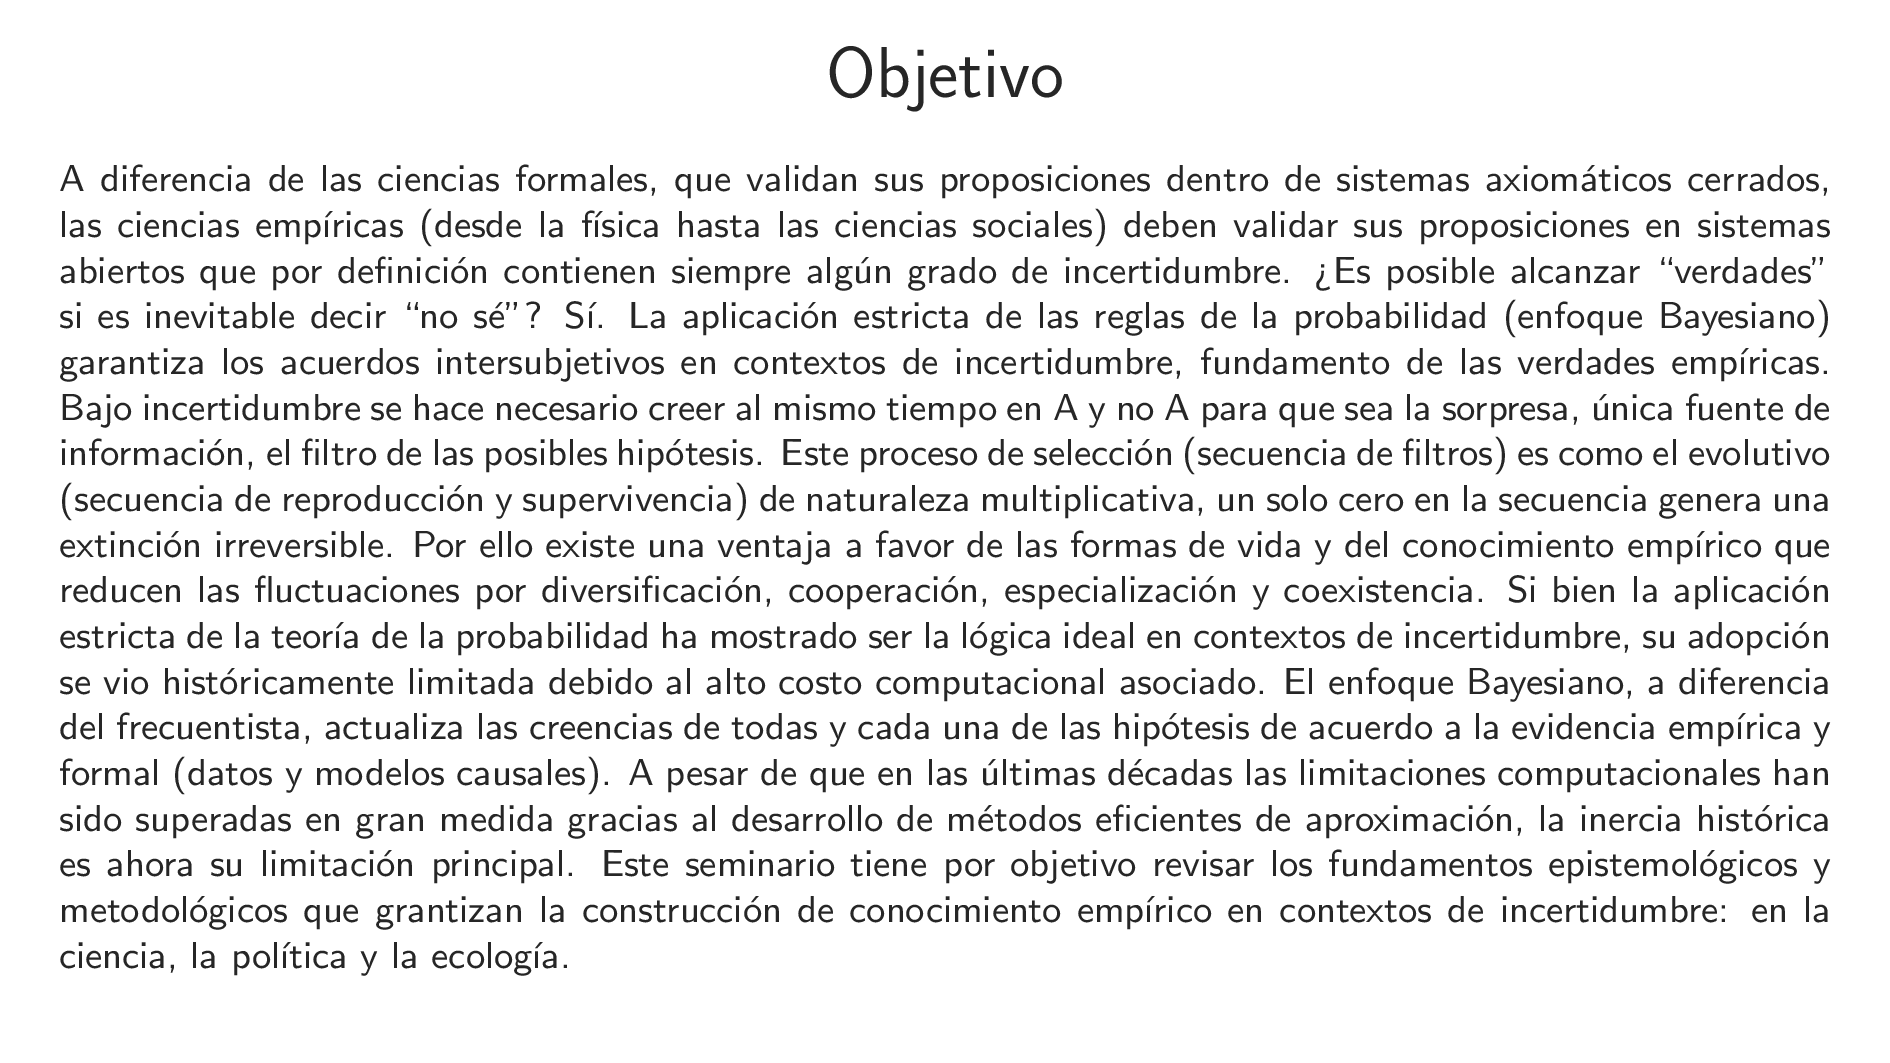 Objetivo
A diferencia de las ciencias formales, que validan sus proposiciones dentro de sistemas axiomáticos cerrados,
las ciencias empíricas (desde la física hasta las ciencias sociales) deben validar sus proposiciones en sistemas
abiertos que por definición contienen siempre algún grado de incertidumbre. ¿Es posible alcanzar “verdades”
si es inevitable decir “no sé”? Sí. La aplicación estricta de las reglas de la probabilidad (enfoque Bayesiano)
garantiza los acuerdos intersubjetivos en contextos de incertidumbre, fundamento de las verdades empíricas.
Bajo incertidumbre se hace necesario creer al mismo tiempo en A y no A para que sea la sorpresa, única fuente de
información, el filtro de las posibles hipótesis. Este proceso de selección (secuencia de filtros) es como el evolutivo
(secuencia de reproducción y supervivencia) de naturaleza multiplicativa, un solo cero en la secuencia genera una
extinción irreversible. Por ello existe una ventaja a favor de las formas de vida y del conocimiento empírico que
reducen las fluctuaciones por diversificación, cooperación, especialización y coexistencia. Si bien la aplicación
estricta de la teoría de la probabilidad ha mostrado ser la lógica ideal en contextos de incertidumbre, su adopción
se vio históricamente limitada debido al alto costo computacional asociado. El enfoque Bayesiano, a diferencia
del frecuentista, actualiza las creencias de todas y cada una de las hipótesis de acuerdo a la evidencia empírica y
formal (datos y modelos causales). A pesar de que en las últimas décadas las limitaciones computacionales han
sido superadas en gran medida gracias al desarrollo de métodos eficientes de aproximación, la inercia histórica
es ahora su limitación principal. Este seminario tiene por objetivo revisar los fundamentos epistemológicos y
metodológicos que grantizan la construcción de conocimiento empírico en contextos de incertidumbre: en la
ciencia, la política y la ecología.